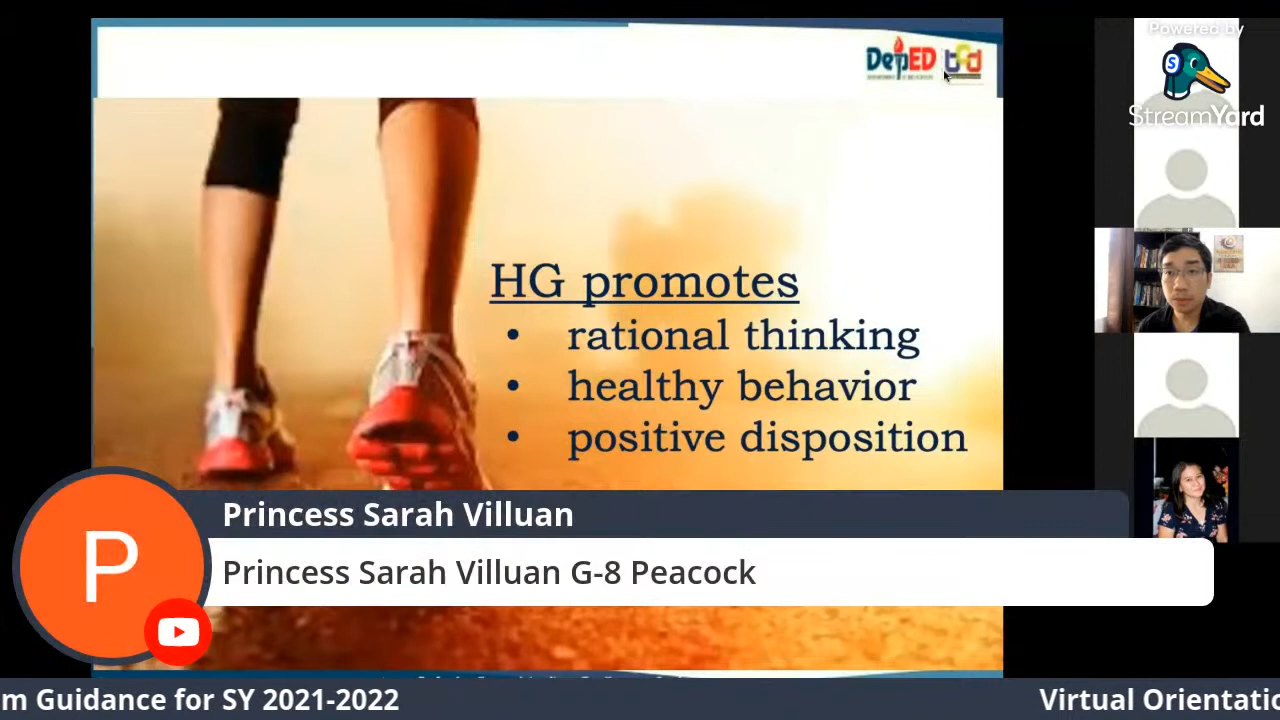 Powered by
StreamYard
DepED
HG promotes
• rational thinking
• healthy behavior
• positive disposition
P
Princess Sarah Villuan
Princess Sarah Villuan G-8 Peacock
m Guidance for SY 2021-2022
Virtual Orientatio